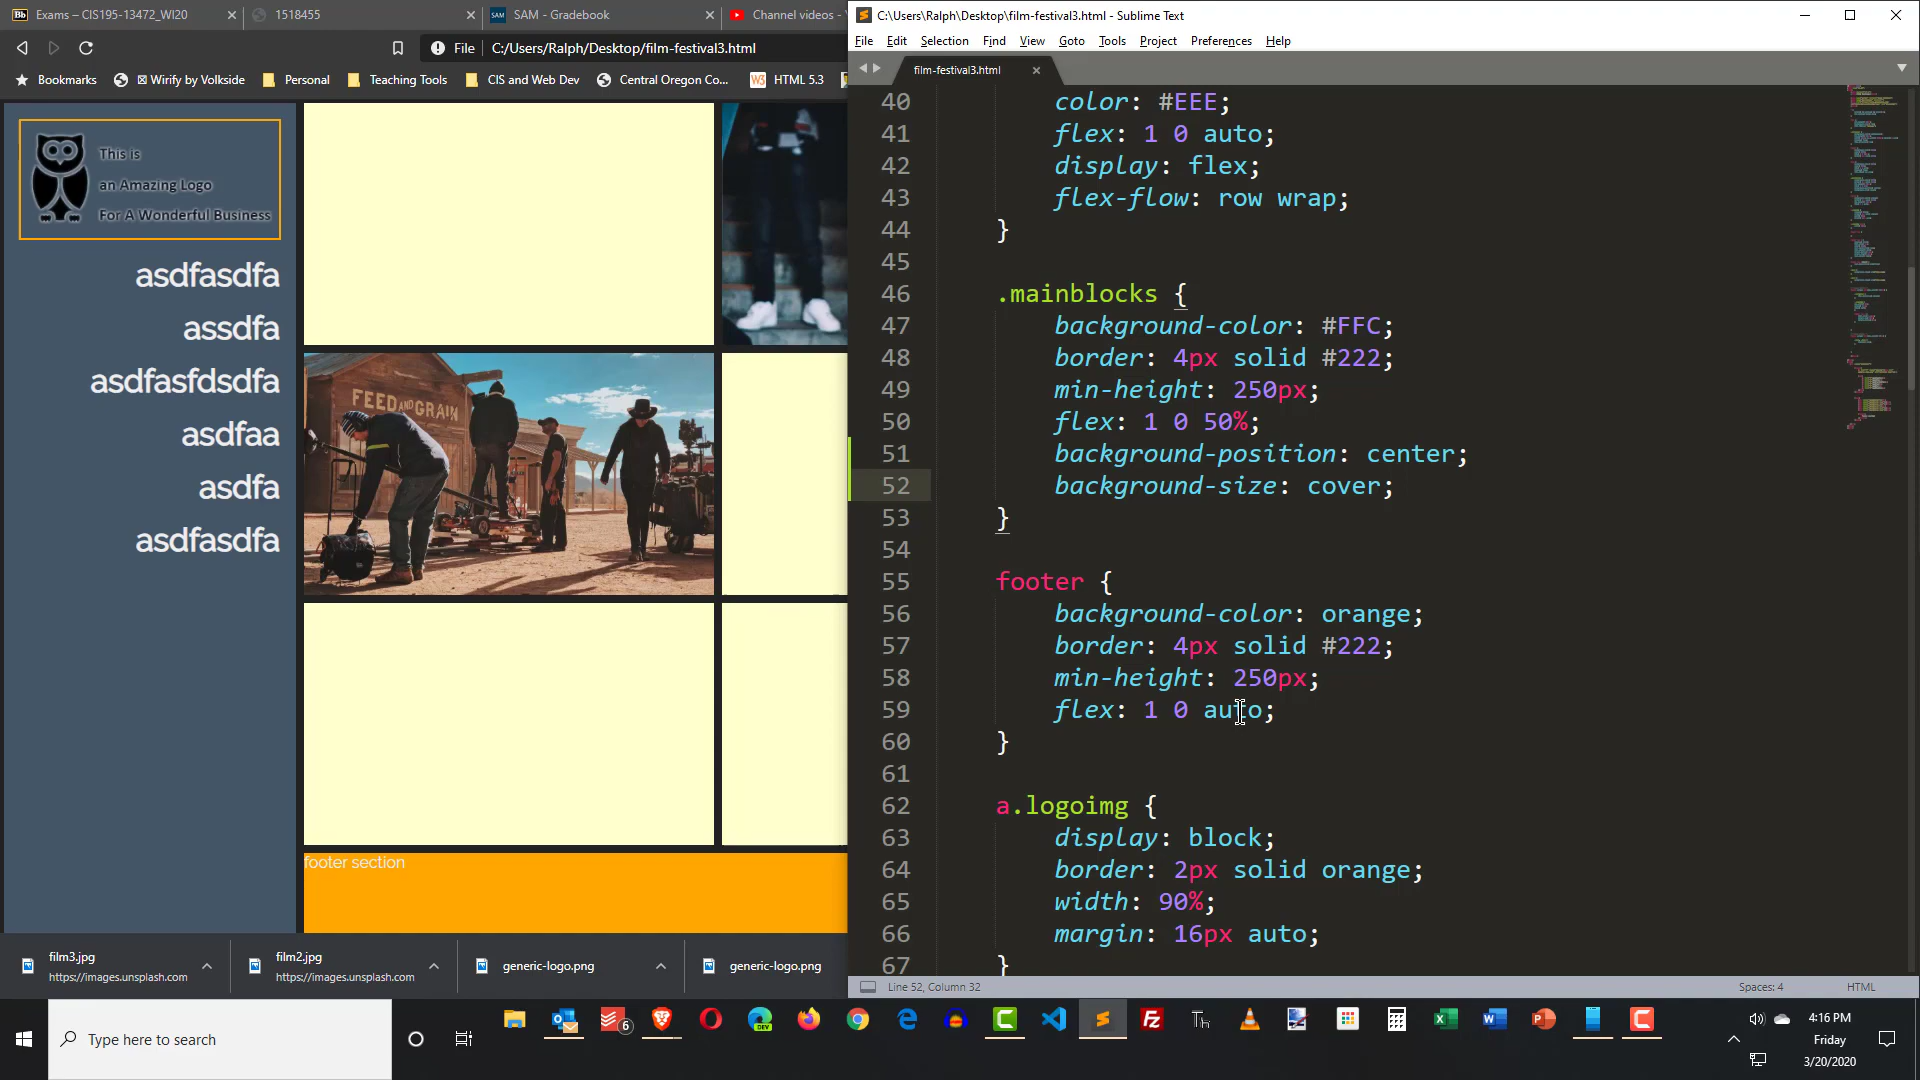 Bb Exams – CIS195-13472_WI20
1518455
SAM SAM - Gradebook
Channel videos -
File C:/Users/Ralph/Desktop/film-festival3.html
Bookmarks
Wirify by Volkside
Personal
Teaching Tools
CIS and Web Dev
Central Oregon Co...
W3 HTML 5.3
This is
an Amazing Logo
For A Wonderful Business
asdfasdfa
assdfa
asdfasfdsdfa
asdfaa
asdfa
asdfasdfa
FEED AND GRAIN
footer section
film3.jpg
https://images.unsplash.com
film2.jpg
https://images.unsplash.com
generic-logo.png
generic-logo.png
C:\Users\Ralph\Desktop\film-festival3.html - Sublime Text
File Edit Selection Find View Goto Tools Project Preferences Help
film-festival3.html
40 color: #EEE;
41 flex: 1 0 auto;
42 display: flex;
43 flex-flow: row wrap;
44 }
45
46 .mainblocks {
47 background-color: #FFC;
48 border: 4px solid #222;
49 min-height: 250px;
50 flex: 1 0 50%;
51 background-position: center;
52 background-size: cover;
53 }
54
55 footer {
56 background-color: orange;
57 border: 4px solid #222;
58 min-height: 250px;
59 flex: 1 0 auto;
60 }
61
62 a.logoimg {
63 display: block;
64 border: 2px solid orange;
65 width: 90%;
66 margin: 16px auto;
67 }
Line 52, Column 32
Spaces: 4
HTML
Type here to search
6
DEV
4:16 PM
Friday
3/20/2020